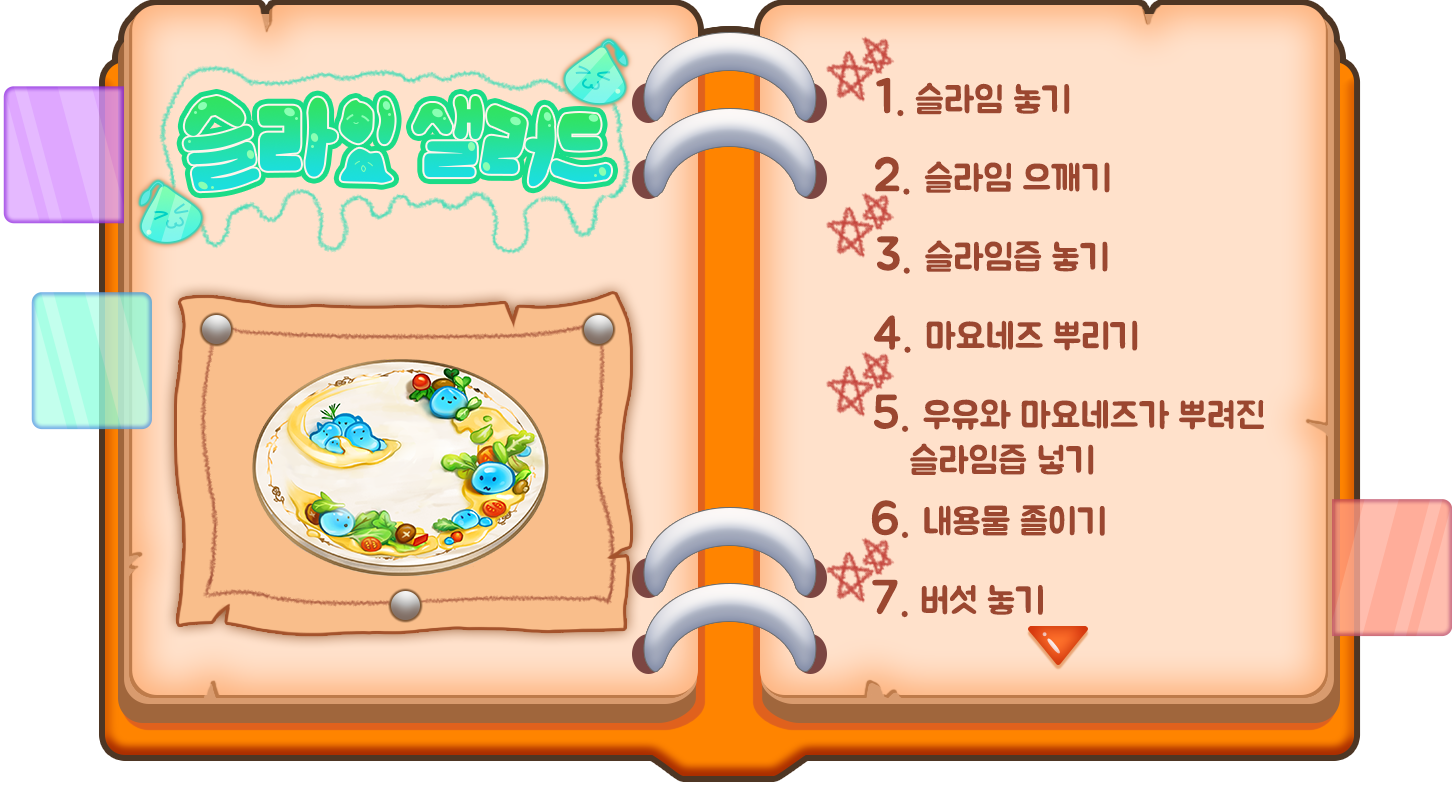 슬라임 샐러드
1. 슬라임 놓기
2. 슬라임 으깨기
3. 슬라임즙 놓기
4. 마요네즈 뿌리기
5. 우유와 마요네즈가 뿌려진
슬라임즙 넣기
6. 내용물 졸이기
7. 버섯 놓기